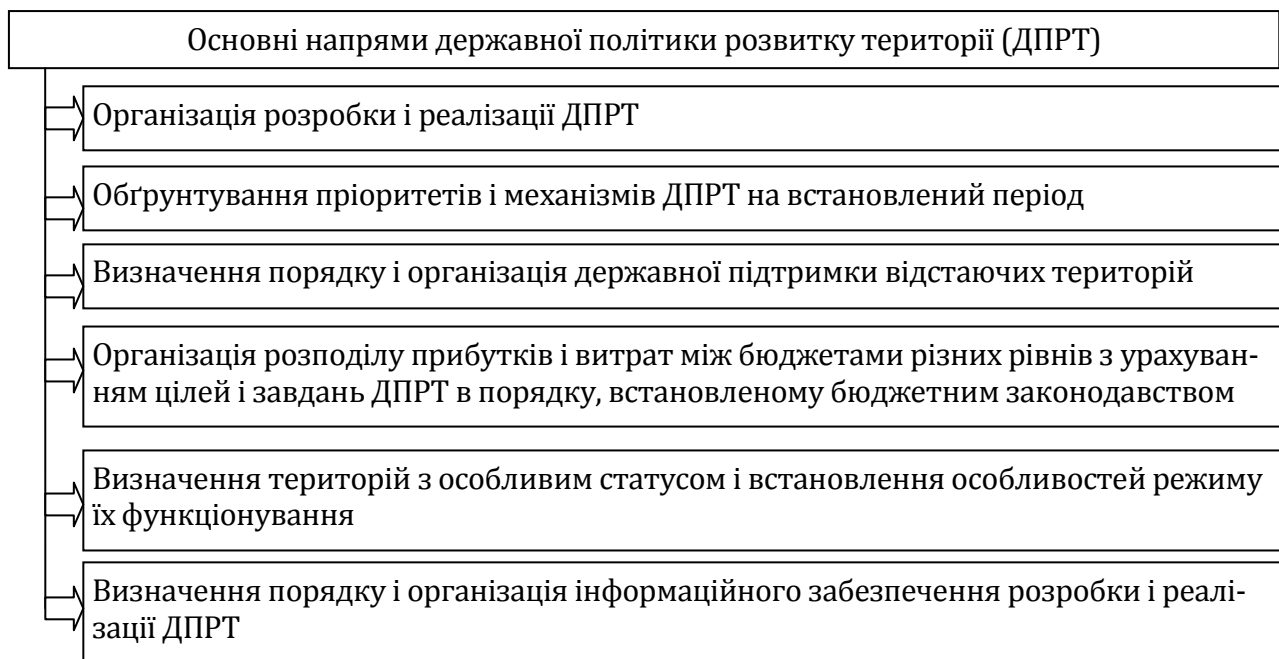 Основні напрями державної політики розвитку території (ДПРТ)
Організація розробки і реалізації ДПРТ
Обґрунтування пріоритетів і механізмів ДПРТ на встановлений період
Визначення порядку і організація державної підтримки відстаючих територій
Організація розподілу прибутків і витрат між бюджетами різних рівнів з урахуван-
ням цілей і завдань ДПРТ в порядку, встановленому бюджетним законодавством
Визначення територій з особливим статусом і встановлення особливостей режиму
їх функціонування
Визначення порядку і організація інформаційного забезпечення розробки і реалі-
зації ДПРТ